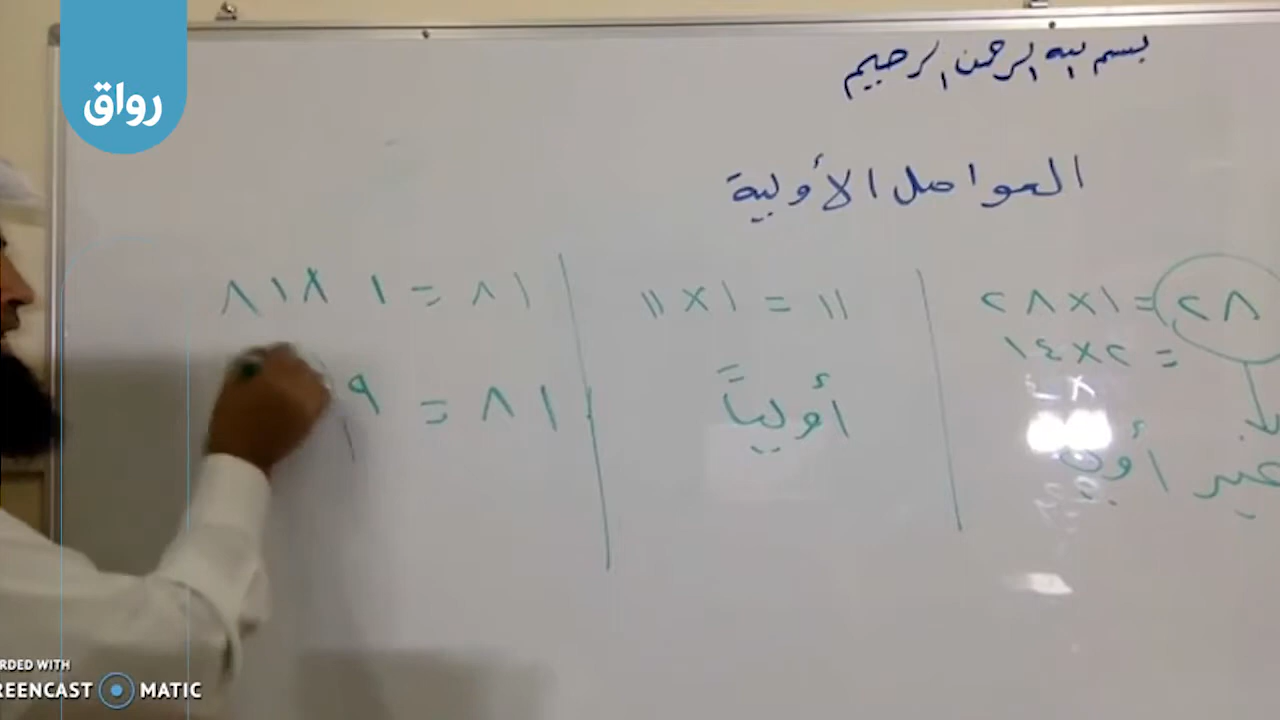 رواق
بسم الله الرحمن الرحيم
العوامل الأولية
٢٨ = ١ × ٢٨
= ٢ × ١٤
غير
١١ = ١ × ١١
أولياً
٨١ = ١ × ٨١
٨١ = ٩
RDED WITH
REENCAST MATIC